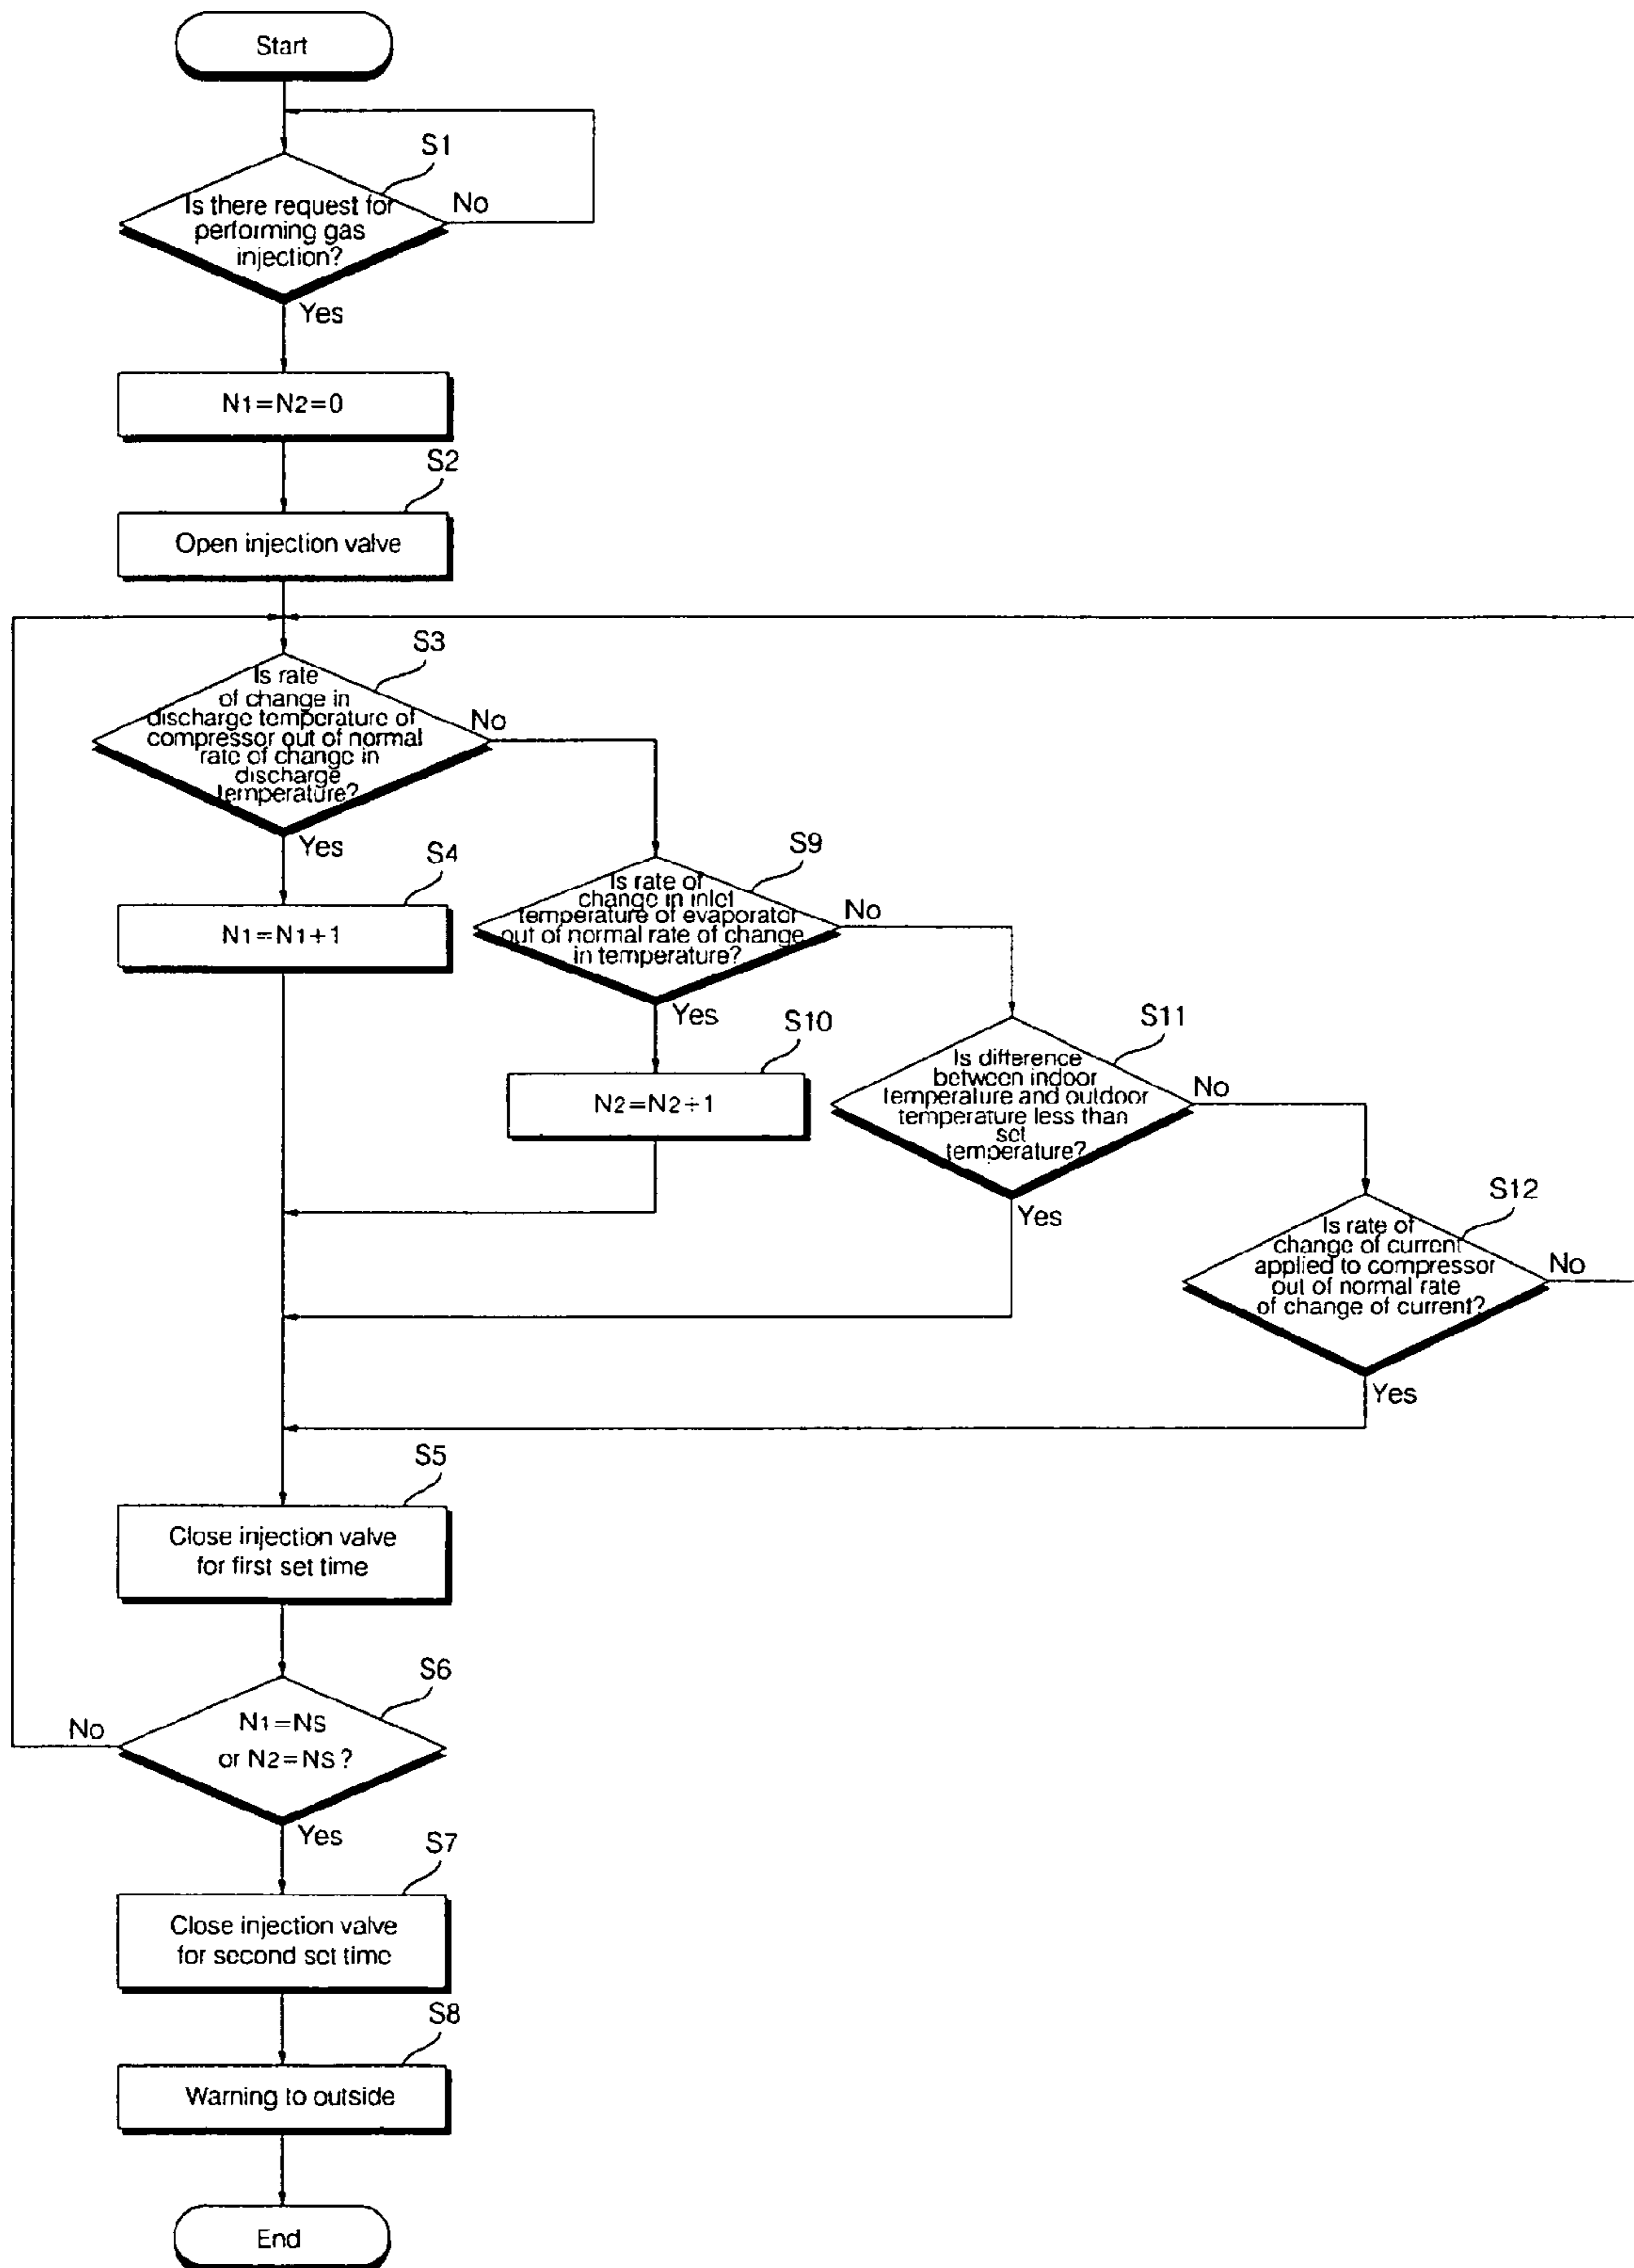 Start
S1
Is there request for
performing gas
injection?
No
Yes
N1=N2=0
S2
Open injection valve
S3
Is rate
of change in
discharge temperature of
compressor out of normal
rate of change in
discharge
temperature?
No
Yes
S4
N1=N1+1
S9
Is rate of
change in inlet
temperature of evaporator
out of normal rate of change
in temperature?
No
Yes
S10
N2=N2+1
S11
Is difference
between indoor
temperature and outdoor
temperature less than
set
temperature?
No
Yes
S12
Is rate of
change of current
applied to compressor
out of normal rate
of change of current?
No
Yes
S5
Close injection valve
for first set time
S6
N1=NS
or N2=NS?
No
Yes
S7
Close injection valve
for second set time
S8
Warning to outside
End